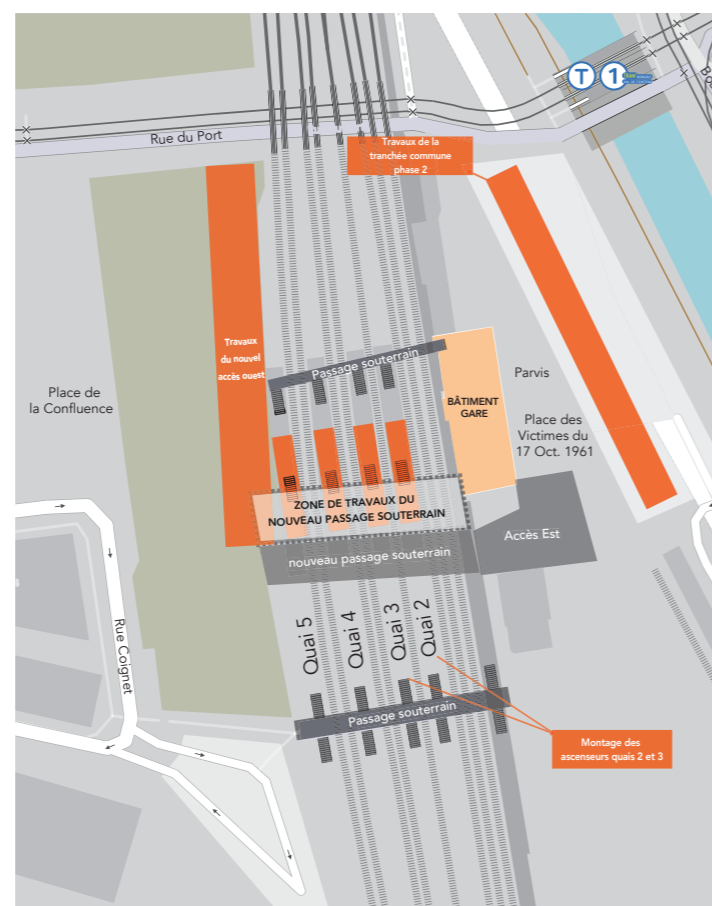 T 1
Rue du Port
Travaux de la
tranchée commune
phase 2
Travaux
du nouvel
accès ouest
Passage souterrain
Place de
la Confluence
BÂTIMENT
GARE
Parvis
Place des
Victimes du
17 Oct. 1961
ZONE DE TRAVAUX DU
NOUVEAU PASSAGE SOUTERRAIN
Accès Est
nouveau passage souterrain
Rue Coignet
Quai 5
Quai 4
Quai 3
Quai 2
Passage souterrain
Montage des
ascenseurs quais 2 et 3